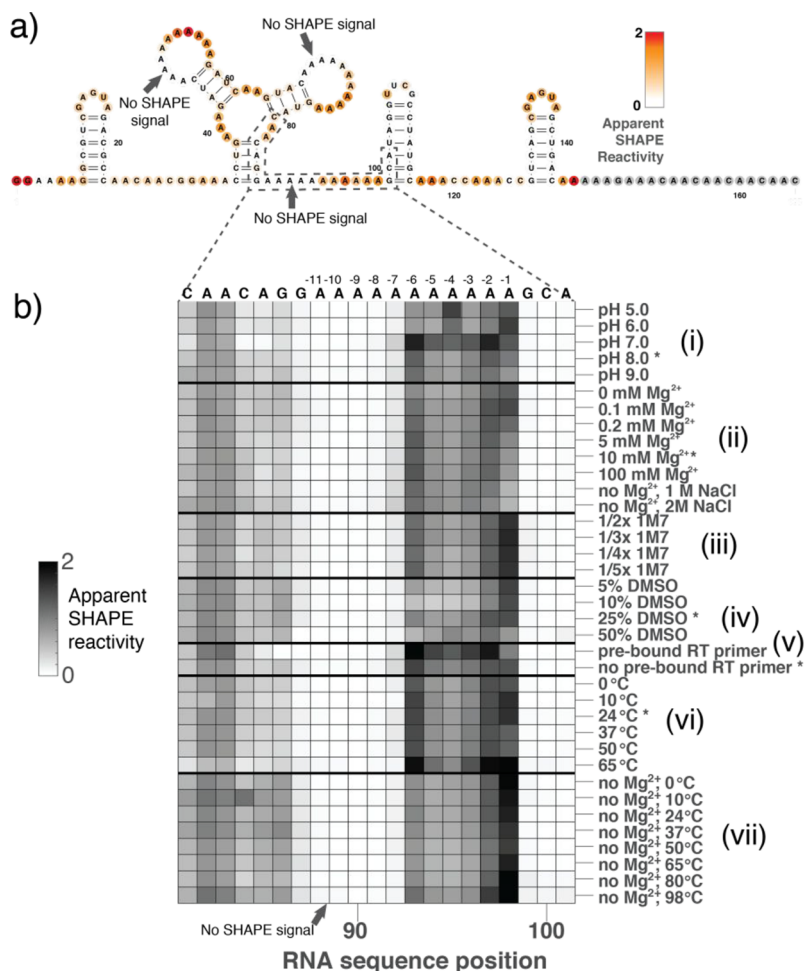 a)
No SHAPE signal
No SHAPE signal
2
0
Apparent
SHAPE
Reactivity
60
40
80
20
100
140
G G A A A A G
C A A C A A C G G A A A C
G A A A A A A A A A A A G
C A A A C C A A A C C G
A A A A G A A A C A A C A A C A A C A A C
120
160
No SHAPE signal
b)
-11 -10 -9 -8 -7 -6 -5 -4 -3 -2 -1
C A A C A G G A A A A A A A A A A A G C A
pH 5.0
pH 6.0
pH 7.0
pH 8.0 *
pH 9.0
(i)
0 mM Mg2+
0.1 mM Mg2+
0.2 mM Mg2+
5 mM Mg2+
10 mM Mg2+*
100 mM Mg2+
no Mg2+, 1 M NaCl
no Mg2+, 2M NaCl
(ii)
1/2x 1M7
1/3x 1M7
1/4x 1M7
1/5x 1M7
(iii)
5% DMSO
10% DMSO
25% DMSO *
50% DMSO
(iv)
pre-bound RT primer
no pre-bound RT primer *
(v)
0°C
10°C
24°C *
37°C
50°C
65°C
(vi)
no Mg2+, 0°C
no Mg2+, 10°C
no Mg2+, 24°C
no Mg2+, 37°C
no Mg2+, 50°C
no Mg2+, 65°C
no Mg2+, 80°C
no Mg2+, 98°C
(vii)
2
Apparent
SHAPE
reactivity
0
No SHAPE signal
90
100
RNA sequence position